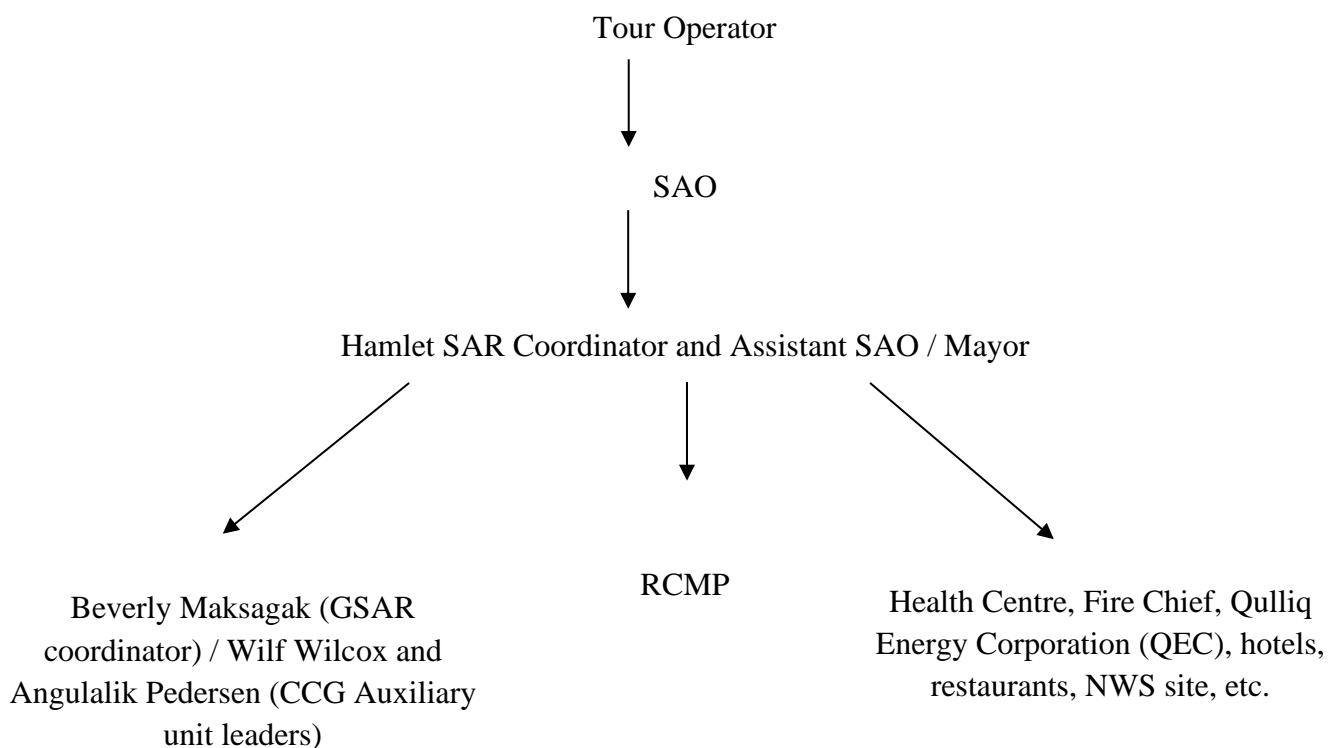 Tour Operator
SAO
Hamlet SAR Coordinator and Assistant SAO / Mayor
Beverly Maksagak (GSAR
coordinator) / Wilf Wilcox and
Angulalik Pedersen (CCG Auxiliary
unit leaders)
RCMP
Health Centre, Fire Chief, Qulliq
Energy Corporation (QEC), hotels,
restaurants, NWS site, etc.